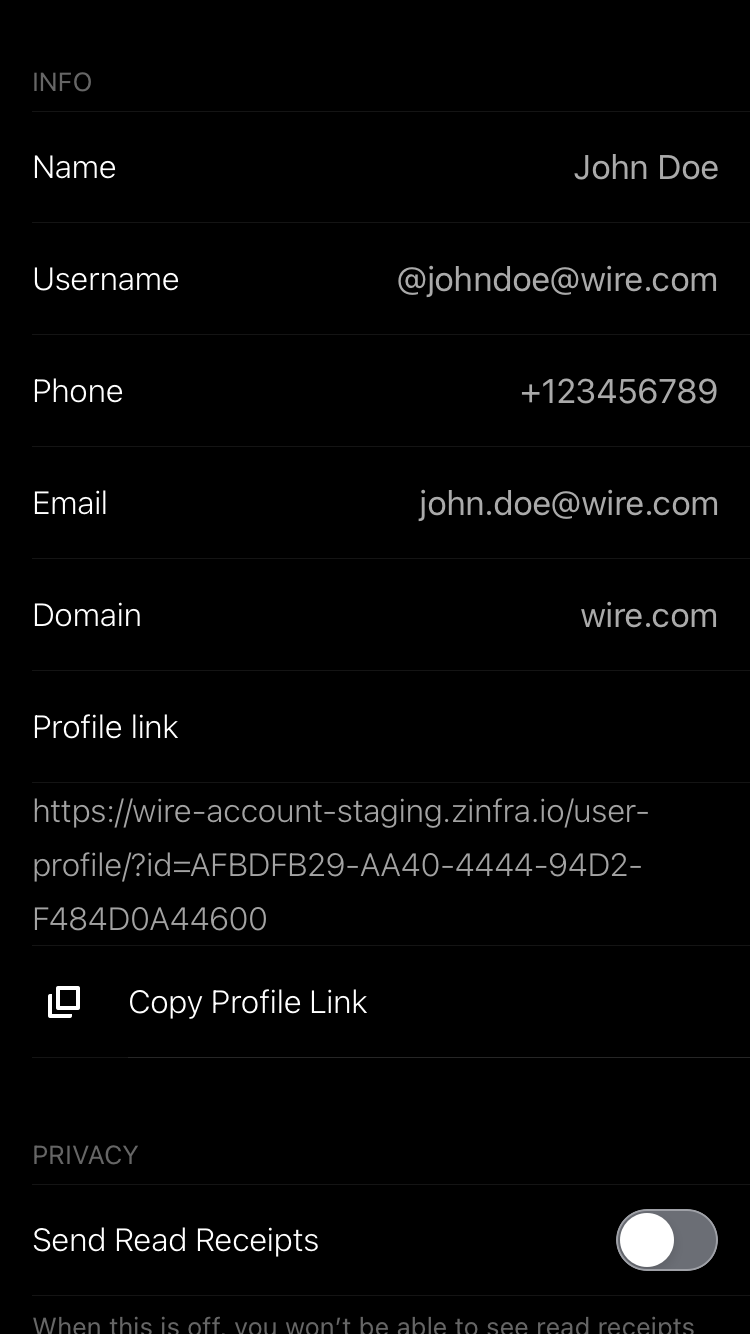 INFO
Name John Doe
Username @johndoe@wire.com
Phone +123456789
Email john.doe@wire.com
Domain wire.com
Profile link
https://wire-account-staging.zinfra.io/user-
profile/?id=AFBDFB29-AA40-4444-94D2-
F484D0A44600
Copy Profile Link
PRIVACY
Send Read Receipts
When this is off, you won’t be able to see read receipts